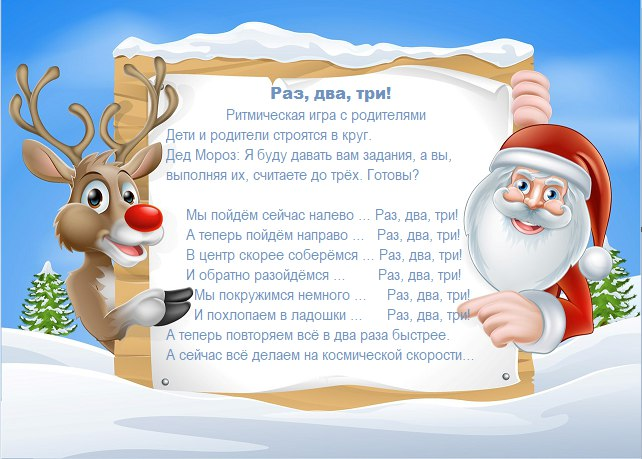 Раз, два, три!
Ритмическая игра с родителями
Дети и родители строятся в круг.
Дед Мороз: Я буду давать вам задания, а вы,
выполняя их, считаете до трёх. Готовы?
Мы пойдём сейчас налево ... Раз, два, три!
А теперь пойдём направо ... Раз, два, три!
В центр скорее соберёмся ... Раз, два, три!
И обратно разойдёмся ... Раз, два, три!
Мы покружимся немного ... Раз, два, три!
И похлопаем в ладошки ... Раз, два, три!
А теперь повторяем всё в два раза быстрее.
А сейчас всё делаем на космической скорости...